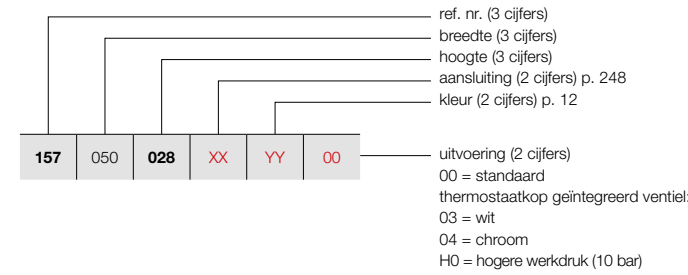 ref. nr. (3 cijfers)
breedte (3 cijfers)
hoogte (3 cijfers)
aansluiting (2 cijfers) p. 248
kleur (2 cijfers) p. 12
157 050 028 XX YY 00
uitvoering (2 cijfers)
00 = standaard
thermostaatkop geïntegreerd ventiel:
03 = wit
04 = chroom
H0 = hogere werkdruk (10 bar)